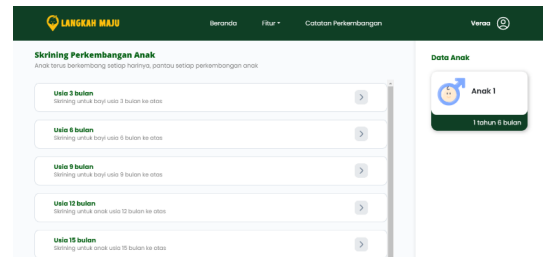 LANGKAH MAJU
Beranda
Fitur
Catatan Perkembangan
Veraa
Skrining Perkembangan Anak
Anak terus berkembang setiap harinya, pantau setiap perkembangan anak
Usia 3 bulan
Skrining untuk bayi usia 3 bulan ke atas
Usia 6 bulan
Skrining untuk bayi usia 6 bulan ke atas
Usia 9 bulan
Skrining untuk bayi usia 9 bulan ke atas
Usia 12 bulan
Skrining untuk anak usia 12 bulan ke atas
Usia 15 bulan
Skrining untuk anak usia 15 bulan ke atas
Data Anak
Anak 1
1 tahun 6 bulan